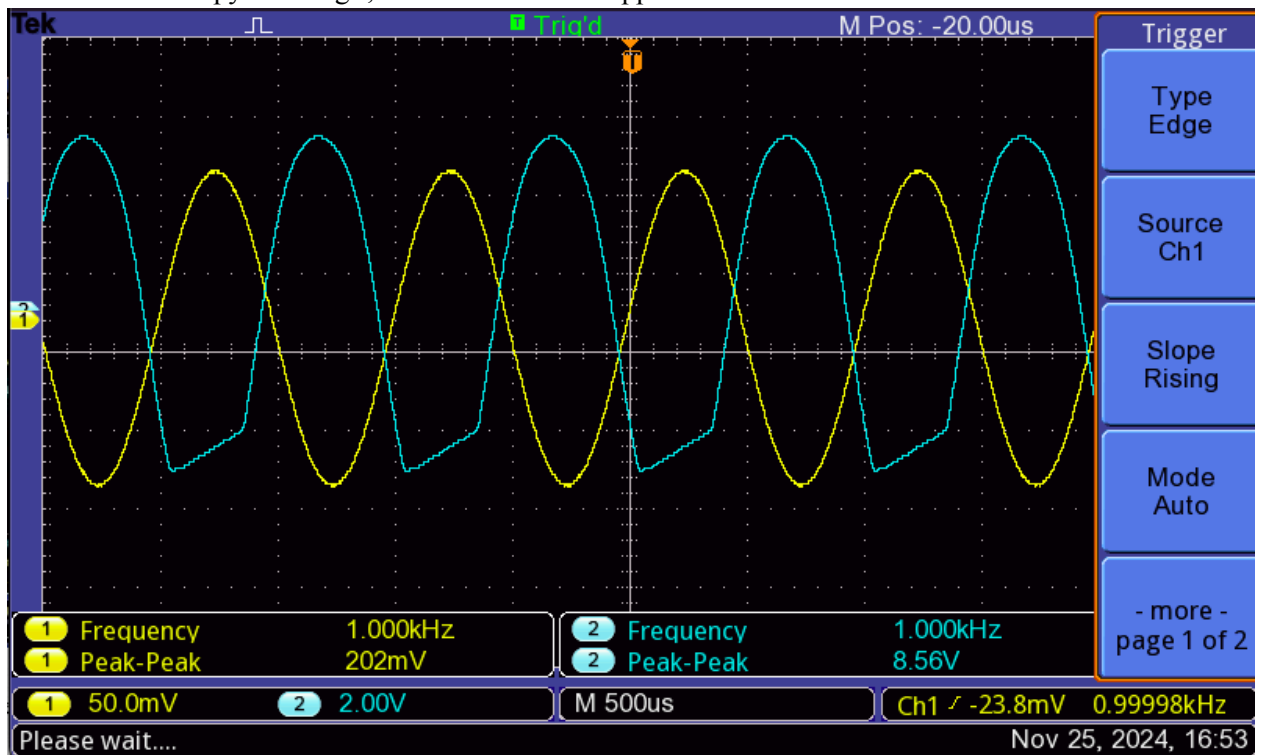 Tek Trig'd M Pos: -20.00us
T
Trigger
Type
Edge
Source
Ch1
2
1
Slope
Rising
Mode
Auto
- more -
page 1 of 2
1 Frequency 1.000kHz 2 Frequency 1.000kHz
1 Peak-Peak 202mV 2 Peak-Peak 8.56V
1 50.0mV 2 2.00V M 500us Ch1 -23.8mV 0.99998kHz
Please wait.... Nov 25, 2024, 16:53